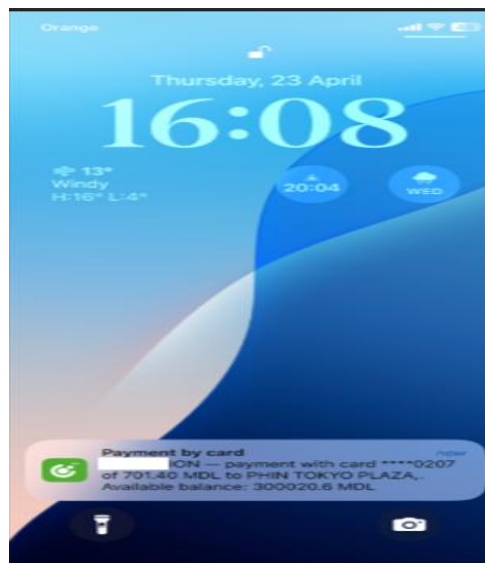 Orange
Thursday, 23 April
16:08
13°
Windy
H:16° L:4°
20:04
WED
Payment by card
now
ION — payment with card ****0207
of 701.40 MDL to PHIN TOKYO PLAZA,.
Available balance: 300020.6 MDL